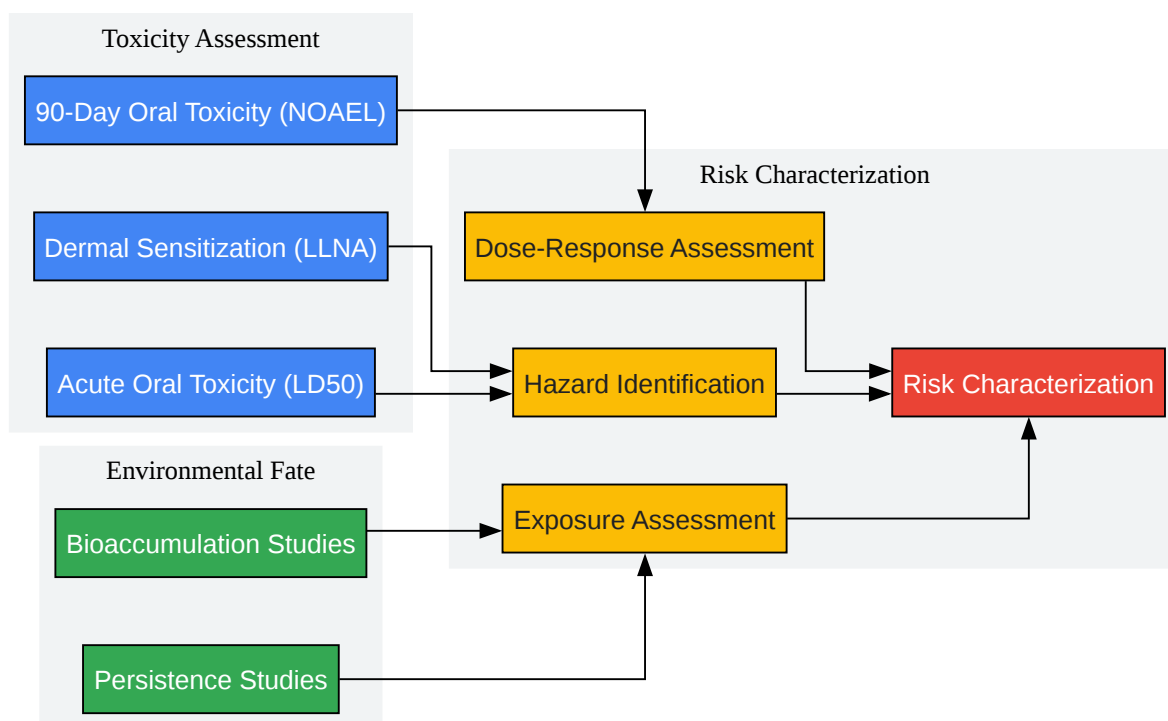 Toxicity Assessment
90-Day Oral Toxicity (NOAEL)
Dermal Sensitization (LLNA)
Acute Oral Toxicity (LD50)
Environmental Fate
Bioaccumulation Studies
Persistence Studies
Risk Characterization
Dose-Response Assessment
Hazard Identification
Exposure Assessment
Risk Characterization